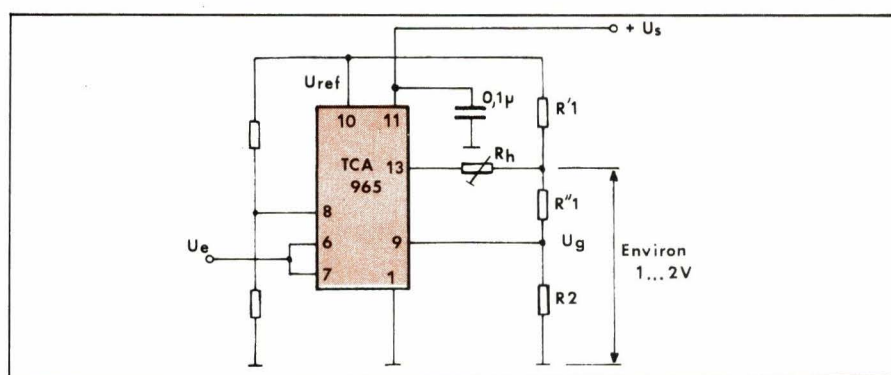 + Us
Uref
0,1µ
R'1
10 11
TCA
965
13
Rh
R"1
8
6
7
9
1
Ue
Ug
Environ
1...2V
R2